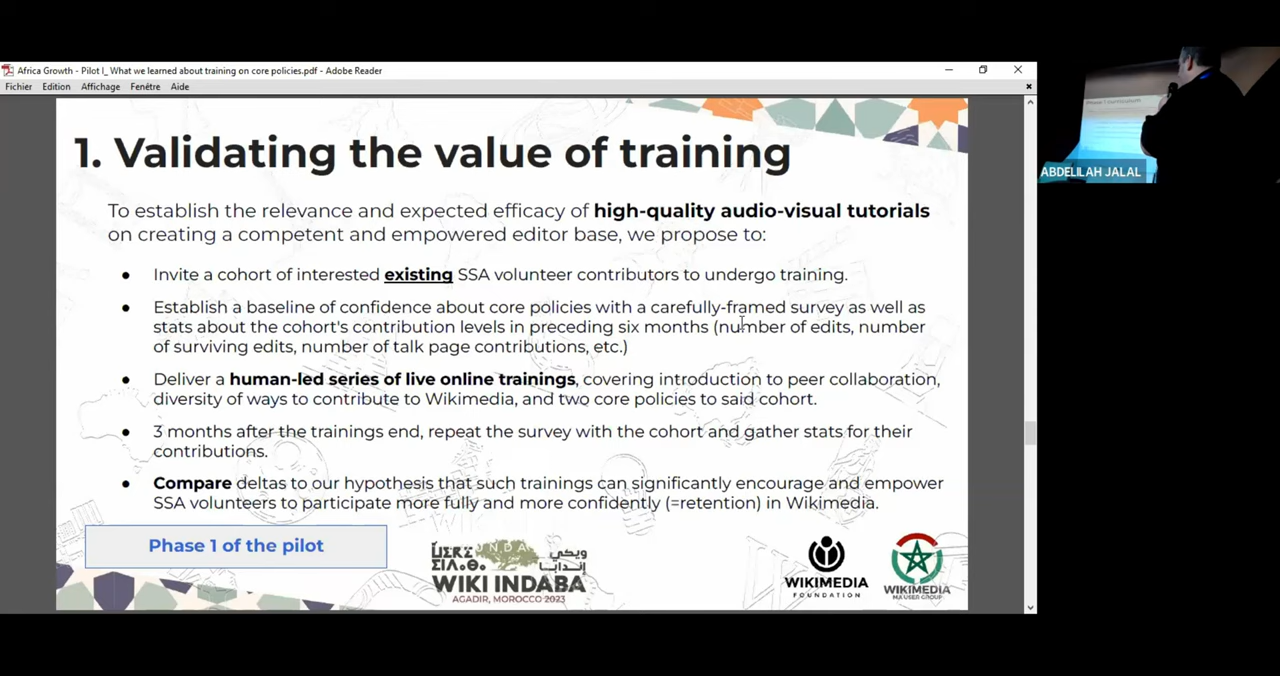 Africa Growth - Pilot I_ What we learned about training on core policies.pdf - Adobe Reader
Fichier Edition Affichage Fenêtre Aide
1. Validating the value of training
To establish the relevance and expected efficacy of high-quality audio-visual tutorials
on creating a competent and empowered editor base, we propose to:
● Invite a cohort of interested existing SSA volunteer contributors to undergo training.
● Establish a baseline of confidence about core policies with a carefully-framed survey as well as
stats about the cohort's contribution levels in preceding six months (number of edits, number
of surviving edits, number of talk page contributions, etc.)
● Deliver a human-led series of live online trainings, covering introduction to peer collaboration,
diversity of ways to contribute to Wikimedia, and two core policies to said cohort.
● 3 months after the trainings end, repeat the survey with the cohort and gather stats for their
contributions.
● Compare deltas to our hypothesis that such trainings can significantly encourage and empower
SSA volunteers to participate more fully and more confidently (=retention) in Wikimedia.
Phase 1 of the pilot
ويكي
إندابا
WIKI INDABA
AGADIR, MOROCCO 2023
WIKIMEDIA
FOUNDATION
WIKIMEDIA
MA USER GROUP
ABDELILAH JALAL